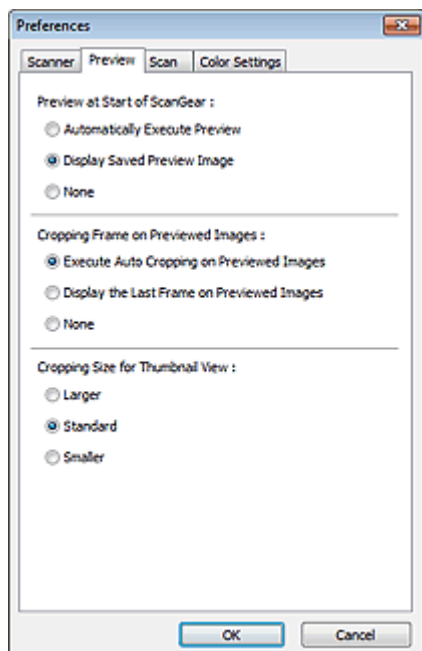 Preferences
Scanner Preview Scan Color Settings
Preview at Start of ScanGear :
Automatically Execute Preview
Display Saved Preview Image
None
Cropping Frame on Previewed Images :
Execute Auto Cropping on Previewed Images
Display the Last Frame on Previewed Images
None
Cropping Size for Thumbnail View :
Larger
Standard
Smaller
OK Cancel